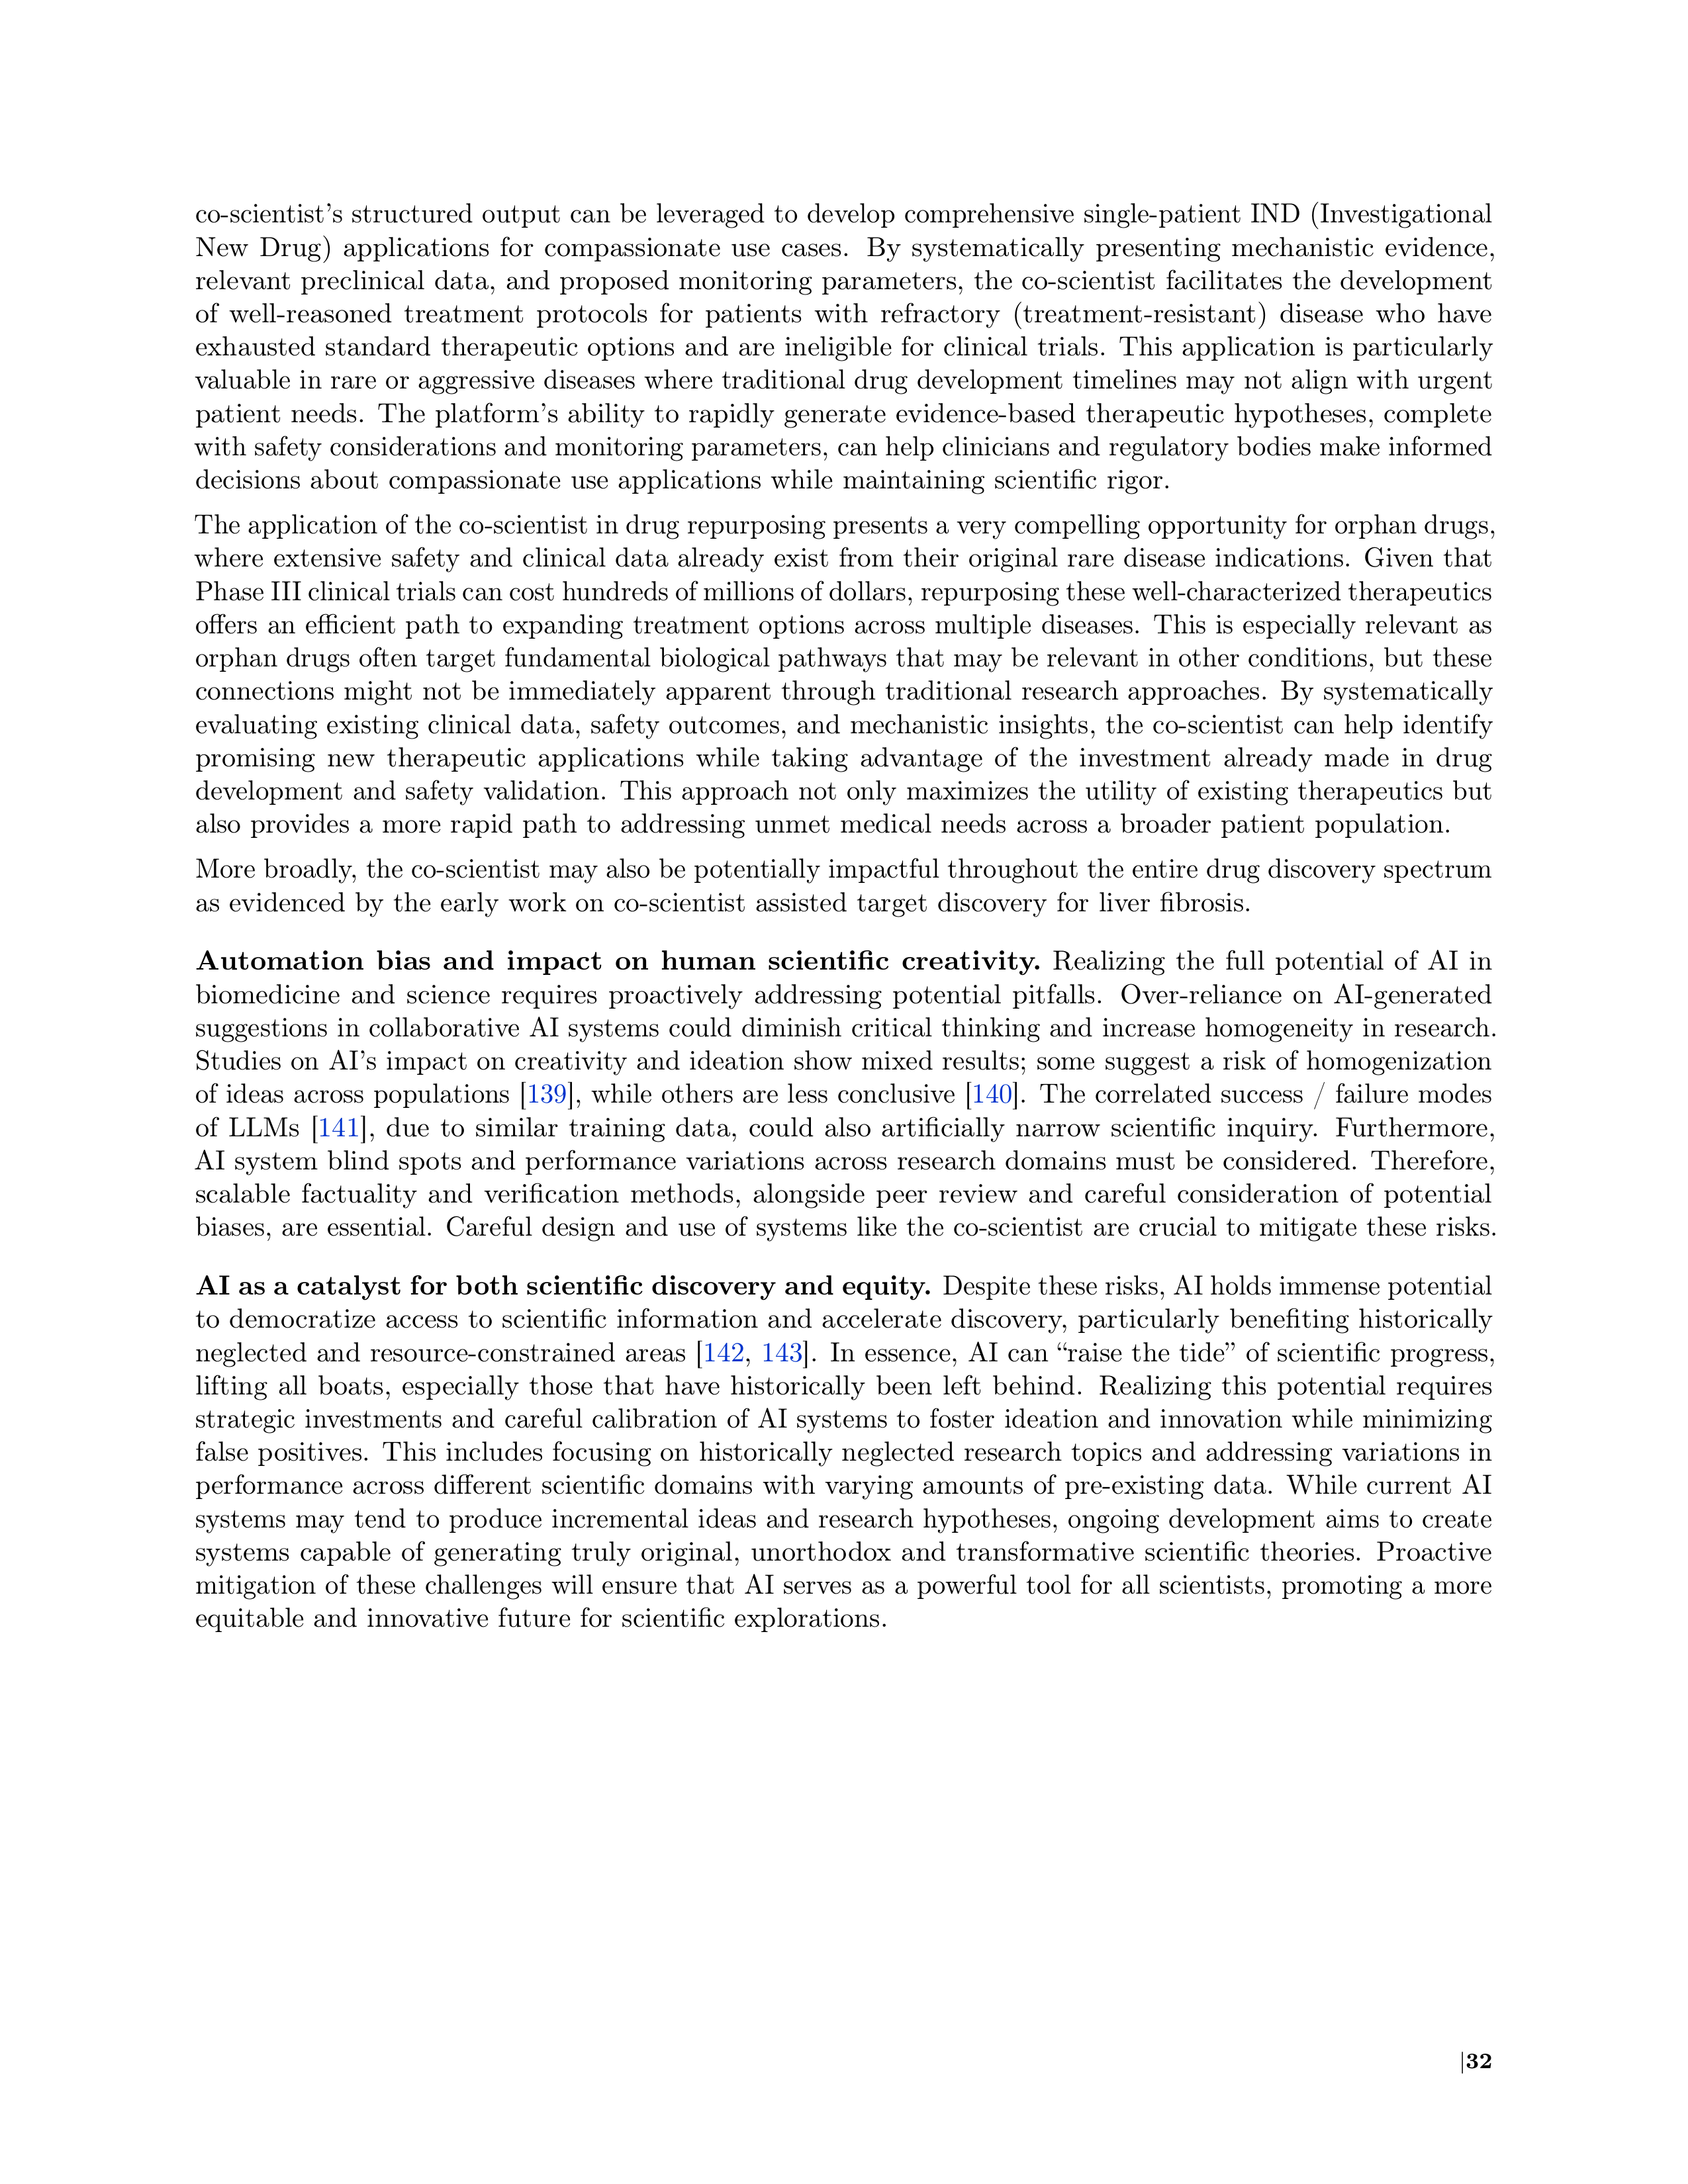 co-scientist's structured output can be leveraged to develop comprehensive single-patient IND (Investigational
New Drug) applications for compassionate use cases. By systematically presenting mechanistic evidence,
relevant preclinical data, and proposed monitoring parameters, the co-scientist facilitates the development
of well-reasoned treatment protocols for patients with refractory (treatment-resistant) disease who have
exhausted standard therapeutic options and are ineligible for clinical trials. This application is particularly
valuable in rare or aggressive diseases where traditional drug development timelines may not align with urgent
patient needs. The platform's ability to rapidly generate evidence-based therapeutic hypotheses, complete
with safety considerations and monitoring parameters, can help clinicians and regulatory bodies make informed
decisions about compassionate use applications while maintaining scientific rigor.
The application of the co-scientist in drug repurposing presents a very compelling opportunity for orphan drugs,
where extensive safety and clinical data already exist from their original rare disease indications. Given that
Phase III clinical trials can cost hundreds of millions of dollars, repurposing these well-characterized therapeutics
offers an efficient path to expanding treatment options across multiple diseases. This is especially relevant as
orphan drugs often target fundamental biological pathways that may be relevant in other conditions, but these
connections might not be immediately apparent through traditional research approaches. By systematically
evaluating existing clinical data, safety outcomes, and mechanistic insights, the co-scientist can help identify
promising new therapeutic applications while taking advantage of the investment already made in drug
development and safety validation. This approach not only maximizes the utility of existing therapeutics but
also provides a more rapid path to addressing unmet medical needs across a broader patient population.
More broadly, the co-scientist may also be potentially impactful throughout the entire drug discovery spectrum
as evidenced by the early work on co-scientist assisted target discovery for liver fibrosis.
Automation bias and impact on human scientific creativity. Realizing the full potential of AI in
biomedicine and science requires proactively addressing potential pitfalls. Over-reliance on AI-generated
suggestions in collaborative AI systems could diminish critical thinking and increase homogeneity in research.
Studies on AI's impact on creativity and ideation show mixed results; some suggest a risk of homogenization
of ideas across populations [139], while others are less conclusive [140]. The correlated success / failure modes
of LLMs [141], due to similar training data, could also artificially narrow scientific inquiry. Furthermore,
AI system blind spots and performance variations across research domains must be considered. Therefore,
scalable factuality and verification methods, alongside peer review and careful consideration of potential
biases, are essential. Careful design and use of systems like the co-scientist are crucial to mitigate these risks.
AI as a catalyst for both scientific discovery and equity. Despite these risks, AI holds immense potential
to democratize access to scientific information and accelerate discovery, particularly benefiting historically
neglected and resource-constrained areas [142, 143]. In essence, AI can “raise the tide” of scientific progress,
lifting all boats, especially those that have historically been left behind. Realizing this potential requires
strategic investments and careful calibration of AI systems to foster ideation and innovation while minimizing
false positives. This includes focusing on historically neglected research topics and addressing variations in
performance across different scientific domains with varying amounts of pre-existing data. While current AI
systems may tend to produce incremental ideas and research hypotheses, ongoing development aims to create
systems capable of generating truly original, unorthodox and transformative scientific theories. Proactive
mitigation of these challenges will ensure that AI serves as a powerful tool for all scientists, promoting a more
equitable and innovative future for scientific explorations.
|32